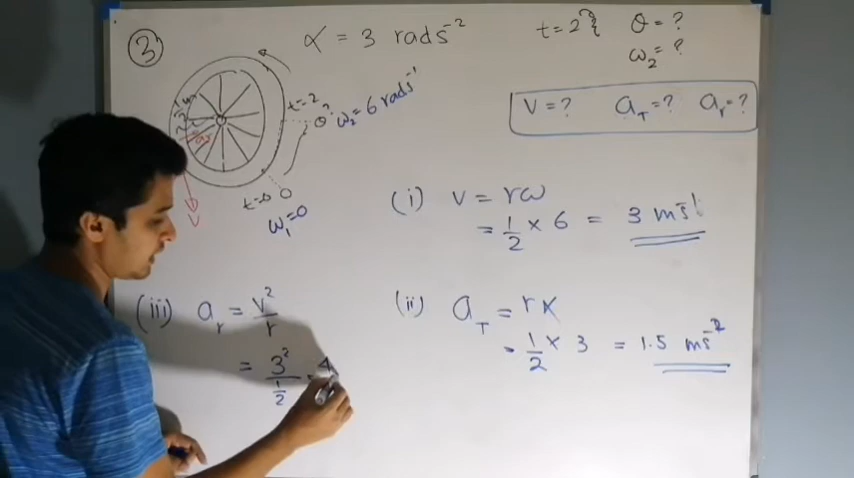 ③ α = 3 rads⁻² t = 2 θ = ?
ω₂ = ?
V = ? a_T = ? a_r = ?
t=2
θ?
ω₂ = 6 rads⁻¹
t=0 0
ω₁=0
V
(i) v = rω
= 1/2 × 6 = 3 ms⁻¹
(iii) a_r = v²/r
= 3²/(1/2)
(ii) a_T = rα
= 1/2 × 3 = 1.5 ms⁻²